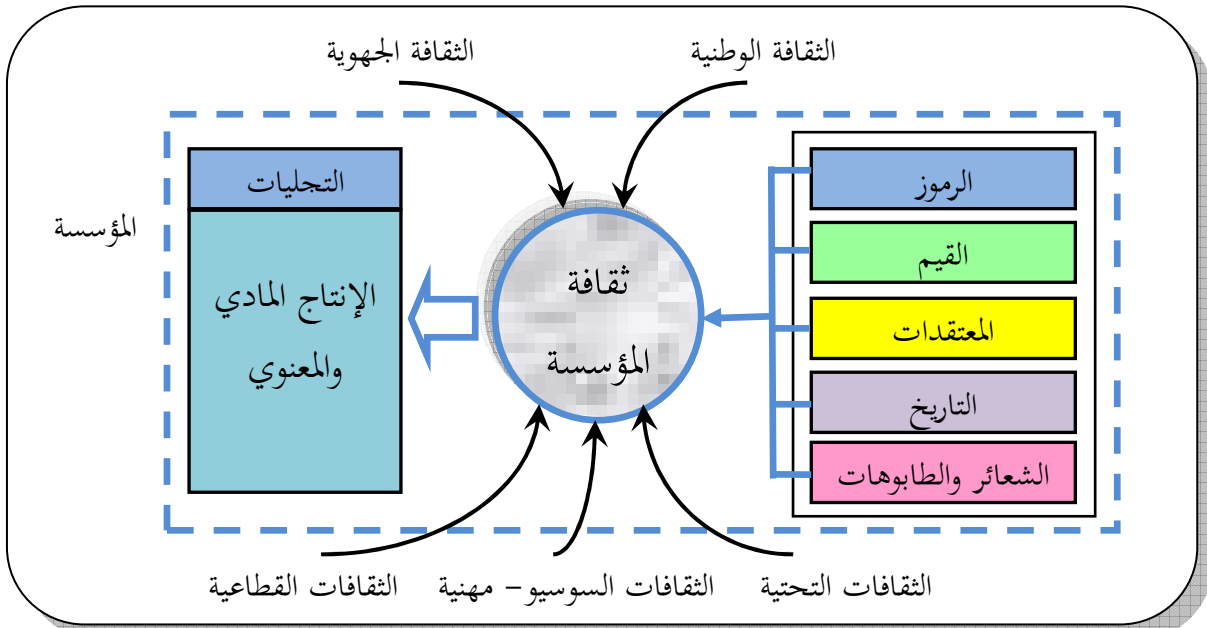 الثقافة الوطنية
الثقافة الجهوية
الرموز
القيم
المعتقدات
التاريخ
الشعائر والطابوهات
ثقافة
المؤسسة
التجليات
الإنتاج المادي
والمعنوي
المؤسسة
الثقافات التحتية
الثقافات السوسيو– مهنية
الثقافات القطاعية